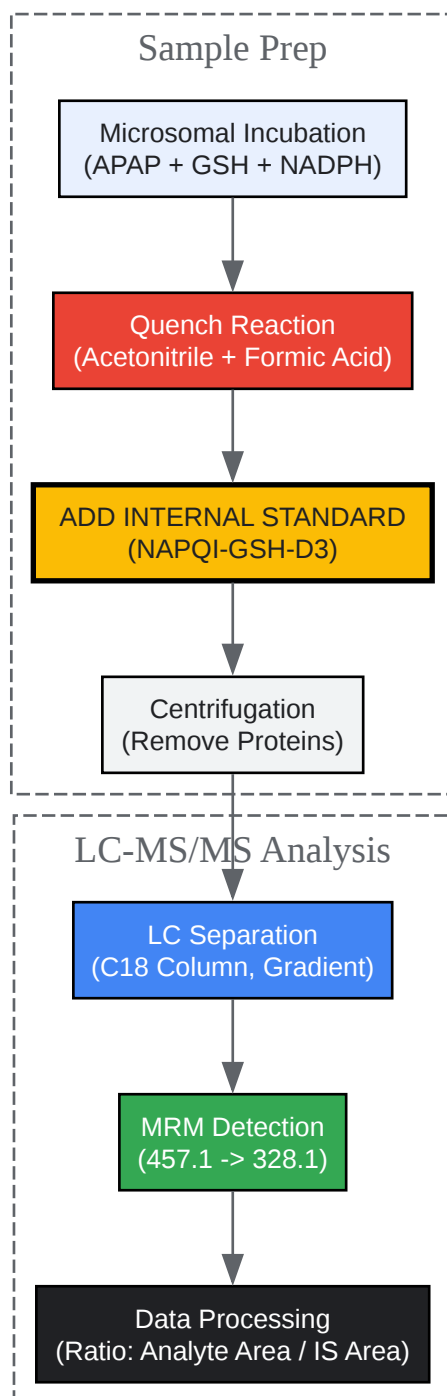 Sample Prep
Microsomal Incubation
(APAP + GSH + NADPH)
Quench Reaction
(Acetonitrile + Formic Acid)
ADD INTERNAL STANDARD
(NAPQI-GSH-D3)
Centrifugation
(Remove Proteins)
LC-MS/MS Analysis
LC Separation
(C18 Column, Gradient)
MRM Detection
(457.1 -> 328.1)
Data Processing
(Ratio: Analyte Area / IS Area)